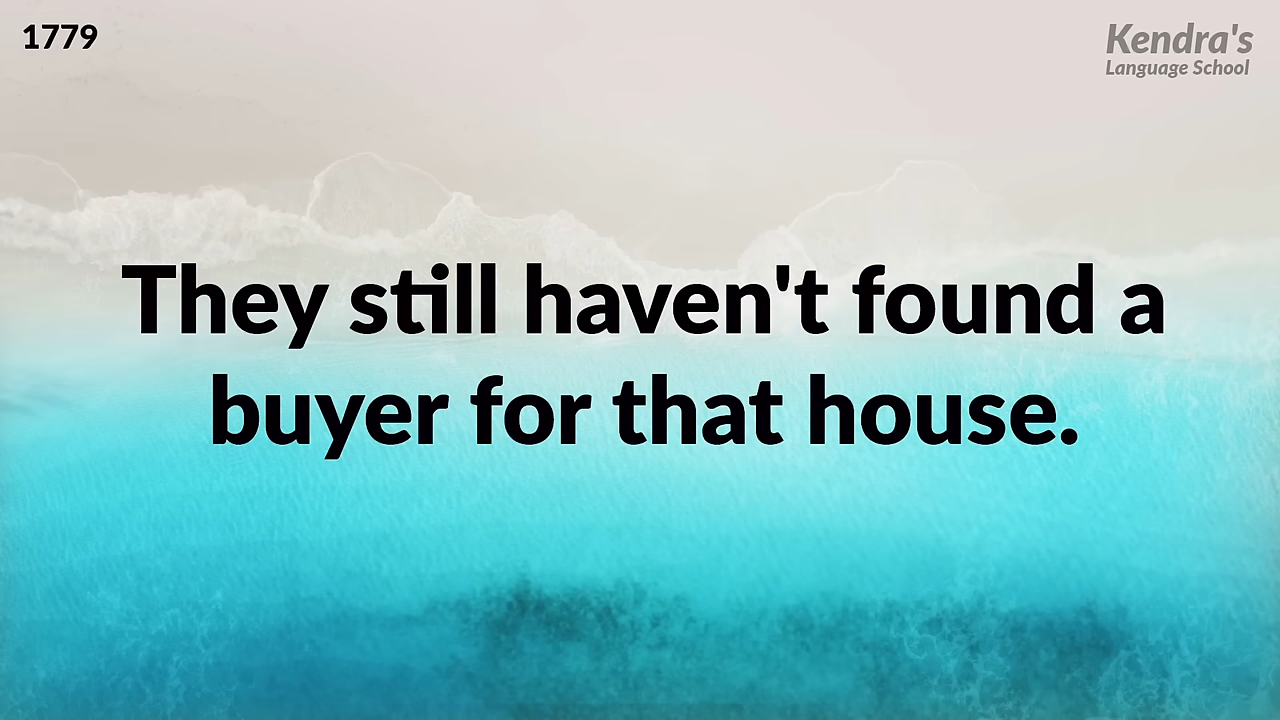 1779
Kendra's
Language School
They still haven't found a
buyer for that house.